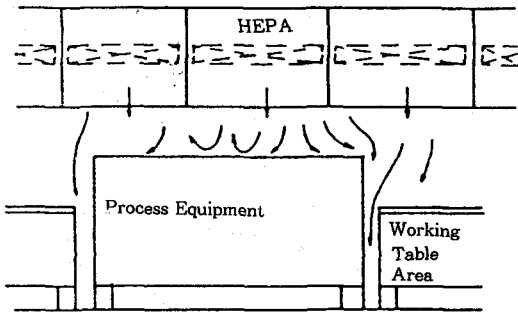 HEPA
Process Equipment
Working
Table
Area